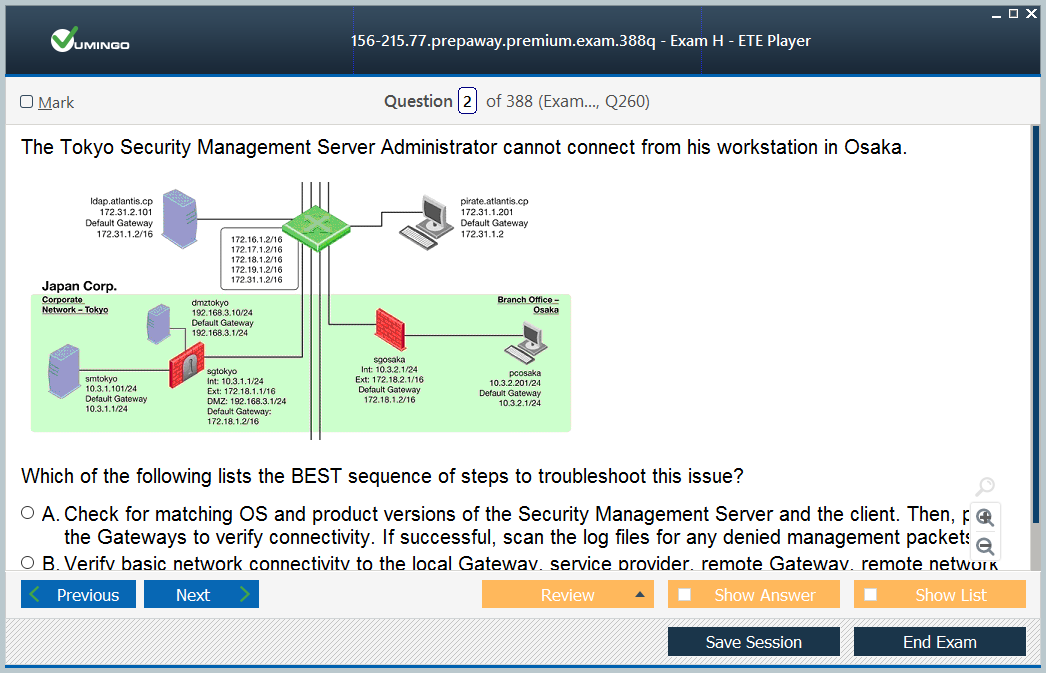 VUMINGO
156-215.77.prepaway.premium.exam.388q - Exam H - ETE Player
Mark
Question 2 of 388 (Exam..., Q260)
The Tokyo Security Management Server Administrator cannot connect from his workstation in Osaka.
ldap.atlantis.cp
172.31.2.101
Default Gateway
172.31.1.2/16
pirate.atlantis.cp
172.31.1.201
Default Gateway
172.31.1.2
172.16.1.2/16
172.17.1.2/16
172.18.1.2/16
172.19.1.2/16
172.31.1.2/16
Japan Corp.
Corporate
Network – Tokyo
dmztokyo
192.168.3.10/24
Default Gateway
192.168.3.1/24
Branch Office –
Osaka
smtokyo
10.3.1.101/24
Default Gateway
10.3.1.1/24
sgtokyo
Int: 10.3.1.1/24
Ext: 172.18.1.1/16
DMZ: 192.168.3.1/24
Default Gateway:
172.18.1.2/16
sgosaka
Int: 10.3.2.1/24
Ext: 172.18.2.1/16
Default Gateway
172.18.1.2/16
pcosaka
10.3.2.201/24
Default Gateway
10.3.2.1/24
Which of the following lists the BEST sequence of steps to troubleshoot this issue?
A. Check for matching OS and product versions of the Security Management Server and the client. Then,
the Gateways to verify connectivity. If successful, scan the log files for any denied management packets
B. Verify basic network connectivity to the local Gateway, service provider, remote Gateway, remote network
Previous
Next
Review
Show Answer
Show List
Save Session
End Exam